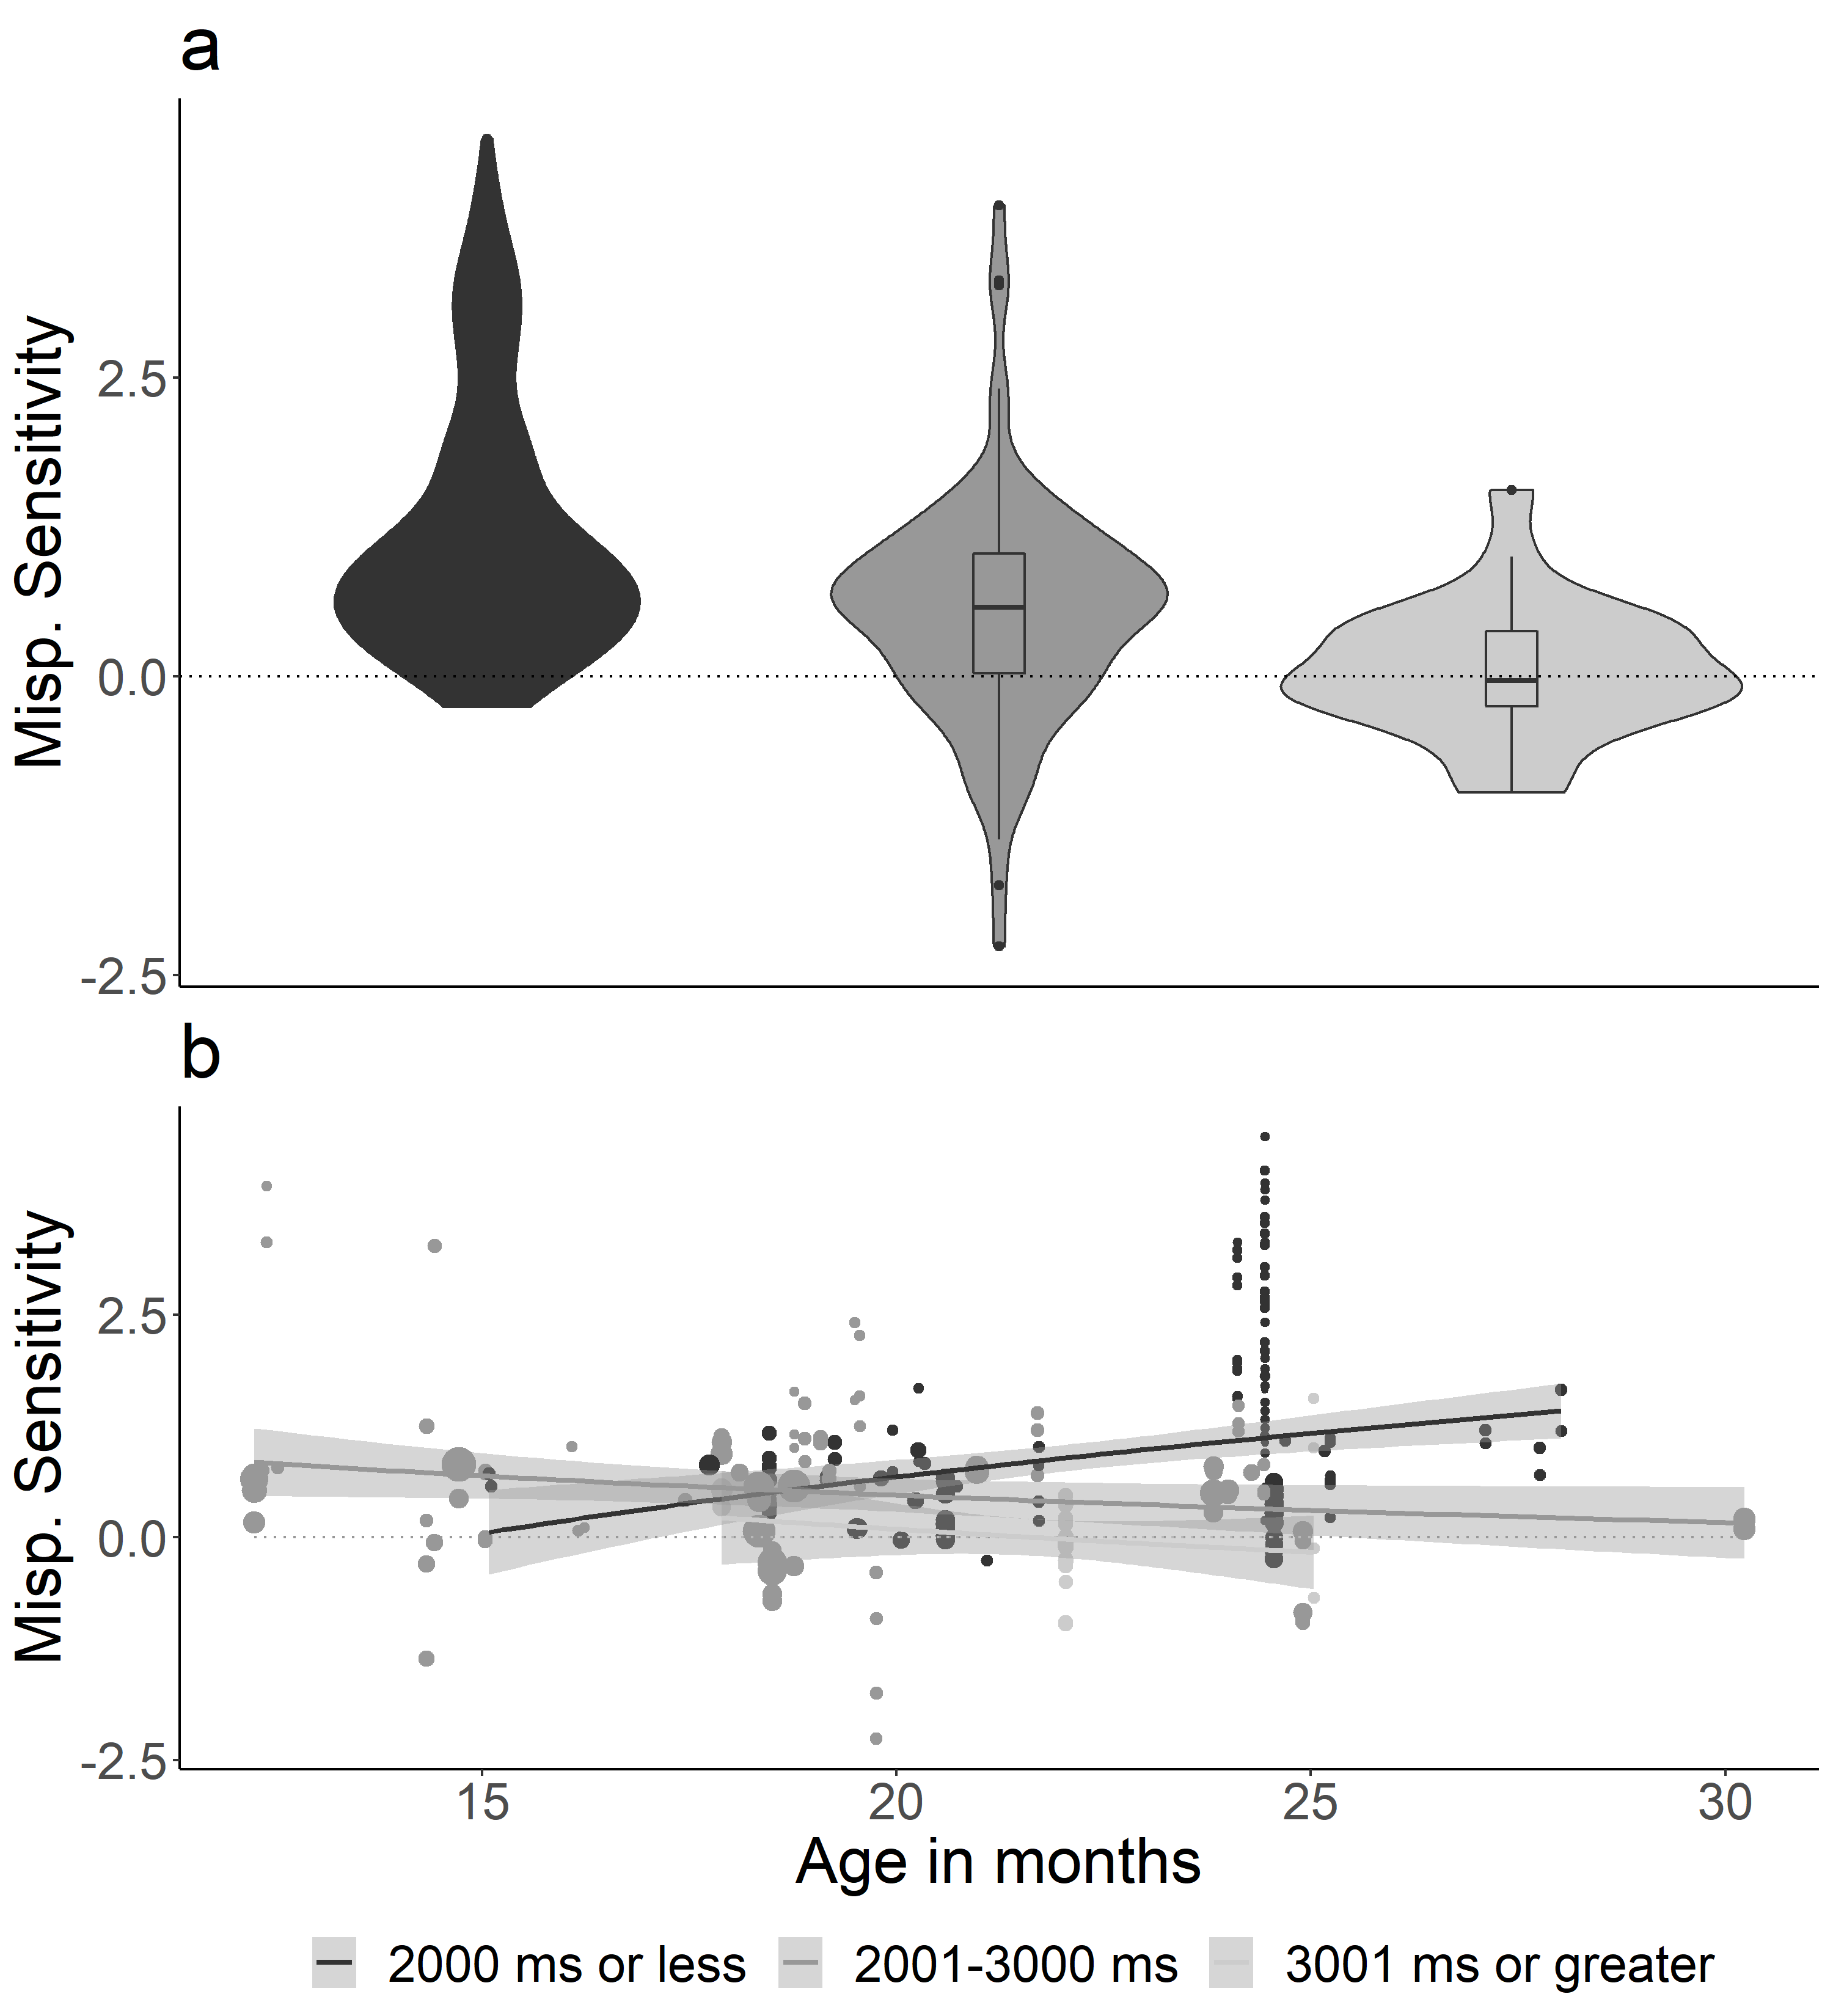 a
Misp. Sensitivity
2.5
0.0
-2.5
b
Misp. Sensitivity
2.5
0.0
-2.5
15 20 25 30
Age in months
2000 ms or less 2001-3000 ms 3001 ms or greater